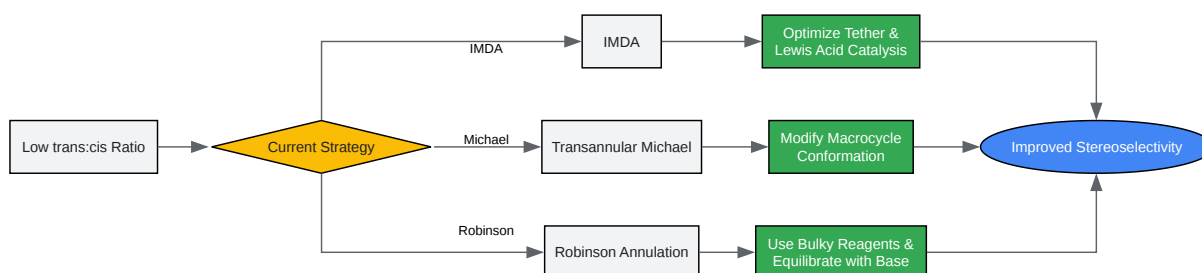 IMDA
IMDA
Optimize Tether &
Lewis Acid Catalysis
Low trans:cis Ratio
Current Strategy
Michael
Transannular Michael
Modify Macrocycle
Conformation
Improved Stereoselectivity
Robinson
Robinson Annulation
Use Bulky Reagents &
Equilibrate with Base